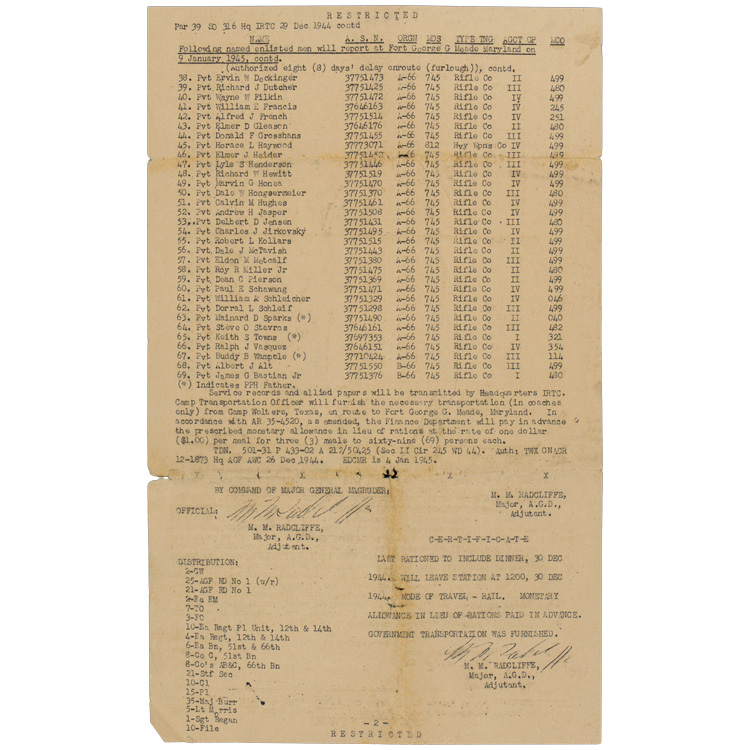 R E S T R I C T E D
Par 39 SO 316 Hq IRTC 29 Dec 1944 contd
NAME A. S. N. ORGN MOS TYPE TNG AGCT GP MCO
Following named enlisted men will report at Fort George G Meade Maryland on
9 January 1945, contd.
(Authorized eight (8) days' delay enroute (furlough)), contd.
38. Pvt Ervin W Deckinger 37751473 A-66 745 Rifle Co II 499
39. Pvt Richard J Dutcher 37751425 A-66 745 Rifle Co III 480
40. Pvt Wayne W Filkin 37751472 A-66 745 Rifle Co IV 499
41. Pvt William E Francis 37646163 A-66 745 Rifle Co IV 245
42. Pvt Alfred J French 37751514 A-66 745 Rifle Co IV 251
43. Pvt Elmer D Gleason 37646176 A-66 745 Rifle Co II 480
44. Pvt Donald F Grosshans 37751455 A-66 745 Rifle Co III 499
45. Pvt Horace L Haywood 37773071 A-66 812 Hvy Wpns Co IV 499
46. Pvt Elmer J Heider A-66 745 Rifle Co III 499
47. Pvt Lyle S Henderson 37751446 A-66 745 Rifle Co III 499
48. Pvt Richard W Hewitt 37751519 A-66 745 Rifle Co IV 499
49. Pvt Marvin G Hones 37751470 A-66 745 Rifle Co IV 499
50. Pvt Dale W Hongsermeier 37751370 A-66 745 Rifle Co III 480
51. Pvt Calvin M Hughes 37751461 A-66 745 Rifle Co IV 499
52. Pvt Andrew H Jasper 37751508 A-66 745 Rifle Co IV 499
53. Pvt Delbert D Jensen 37751431 A-66 745 Rifle Co III 480
54. Pvt Charles J Jirkovsky 37751495 A-66 745 Rifle Co IV 499
55. Pvt Robert L Kollars 37751515 A-66 745 Rifle Co II 499
56. Pvt Dale J McTavish 37751443 A-66 745 Rifle Co II 499
57. Pvt Eldon M Metcalf 37751380 A-66 745 Rifle Co III 499
58. Pvt Roy R Miller Jr 37751475 A-66 745 Rifle Co II 480
59. Pvt Dean C Pierson 37751369 A-66 745 Rifle Co II 499
60. Pvt Paul E Schawang 37751471 A-66 745 Rifle Co IV 499
61. Pvt William A Schleicher 37751329 A-66 745 Rifle Co IV 046
62. Pvt Dorral L Schleif 37751298 A-66 745 Rifle Co III 499
63. Pvt Mainard D Sparks (*) 37751490 A-66 745 Rifle Co II 040
64. Pvt Steve O Stavros 37646161 A-66 745 Rifle Co III 482
65. Pvt Keith S Towns (*) 37697353 A-66 745 Rifle Co I 321
66. Pvt Ralph J Vasquez 37646151 A-66 745 Rifle Co IV 354
67. Pvt Buddy B Wampole (*) 37710424 A-66 745 Rifle Co III 114
68. Pvt Albert J Alt 37751550 B-66 745 Rifle Co III 499
69. Pvt James G Bastian Jr 37751376 B-66 745 Rifle Co I 480
(*) Indicates PPH Father.
Service records and allied papers will be transmitted by Headquarters IRTC.
Camp Transportation Officer will furnish the necessary transportation (in coaches
only) from Camp Wolters, Texas, en route to Fort George G. Meade, Maryland. In
accordance with AR 35-4520, as amended, the Finance Department will pay in advance
the prescribed monetary allowance in lieu of rations at the rate of one dollar
($1.00) per meal for three (3) meals to sixty-nine (69) persons each.
TDN. 501-31 P 433-02 A 212/50425 (Sec II Cir 245 WD 44). Auth: TWX GNGCR
12-1873 Hq AGF AWC 26 Dec 1944. EDCMR is 4 Jan 1945.
BY COMMAND OF MAJOR GENERAL MAGRUDER:
M. M. RADCLIFFE,
Major, A.G.D.,
Adjutant.
OFFICIAL:
M. M. RADCLIFFE,
Major, A.G.D.,
Adjutant.
C-E-R-T-I-F-I-C-A-T-E
LAST RATIONED TO INCLUDE DINNER, 30 DEC
1944. WILL LEAVE STATION AT 1200, 30 DEC
1944. MODE OF TRAVEL - RAIL. MONETARY
ALLOWANCE IN LIEU OF RATIONS PAID IN ADVANCE.
GOVERNMENT TRANSPORTATION WAS FURNISHED.
M. M. RADCLIFFE,
Major, A.G.D.,
Adjutant.
DISTRIBUTION:
2-CW
25-AGF RD No 1 (w/r)
21-AGF RD No 1
2-Ea EM
7-TO
3-FC
10-Ea Regt Pl Unit, 12th & 14th
4-Ea Regt, 12th & 14th
6-Ea Bn, 51st & 66th
8-Co C, 51st Bn
8-Co's AB&C, 66th Bn
21-Stf Sec
10-Cl
15-Pl
35-Maj Burr
5-Lt Morris
1-Sgt Regan
10-File
- 2 -
R E S T R I C T E D